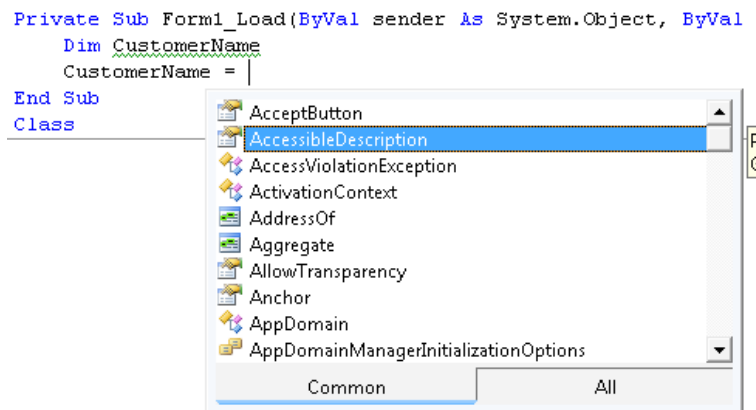 Private Sub Form1_Load(ByVal sender As System.Object, ByVal
Dim CustomerName
CustomerName =
End Sub
Class
AcceptButton
AccessibleDescription
AccessViolationException
ActivationContext
AddressOf
Aggregate
AllowTransparency
Anchor
AppDomain
AppDomainManagerInitializationOptions
Common All